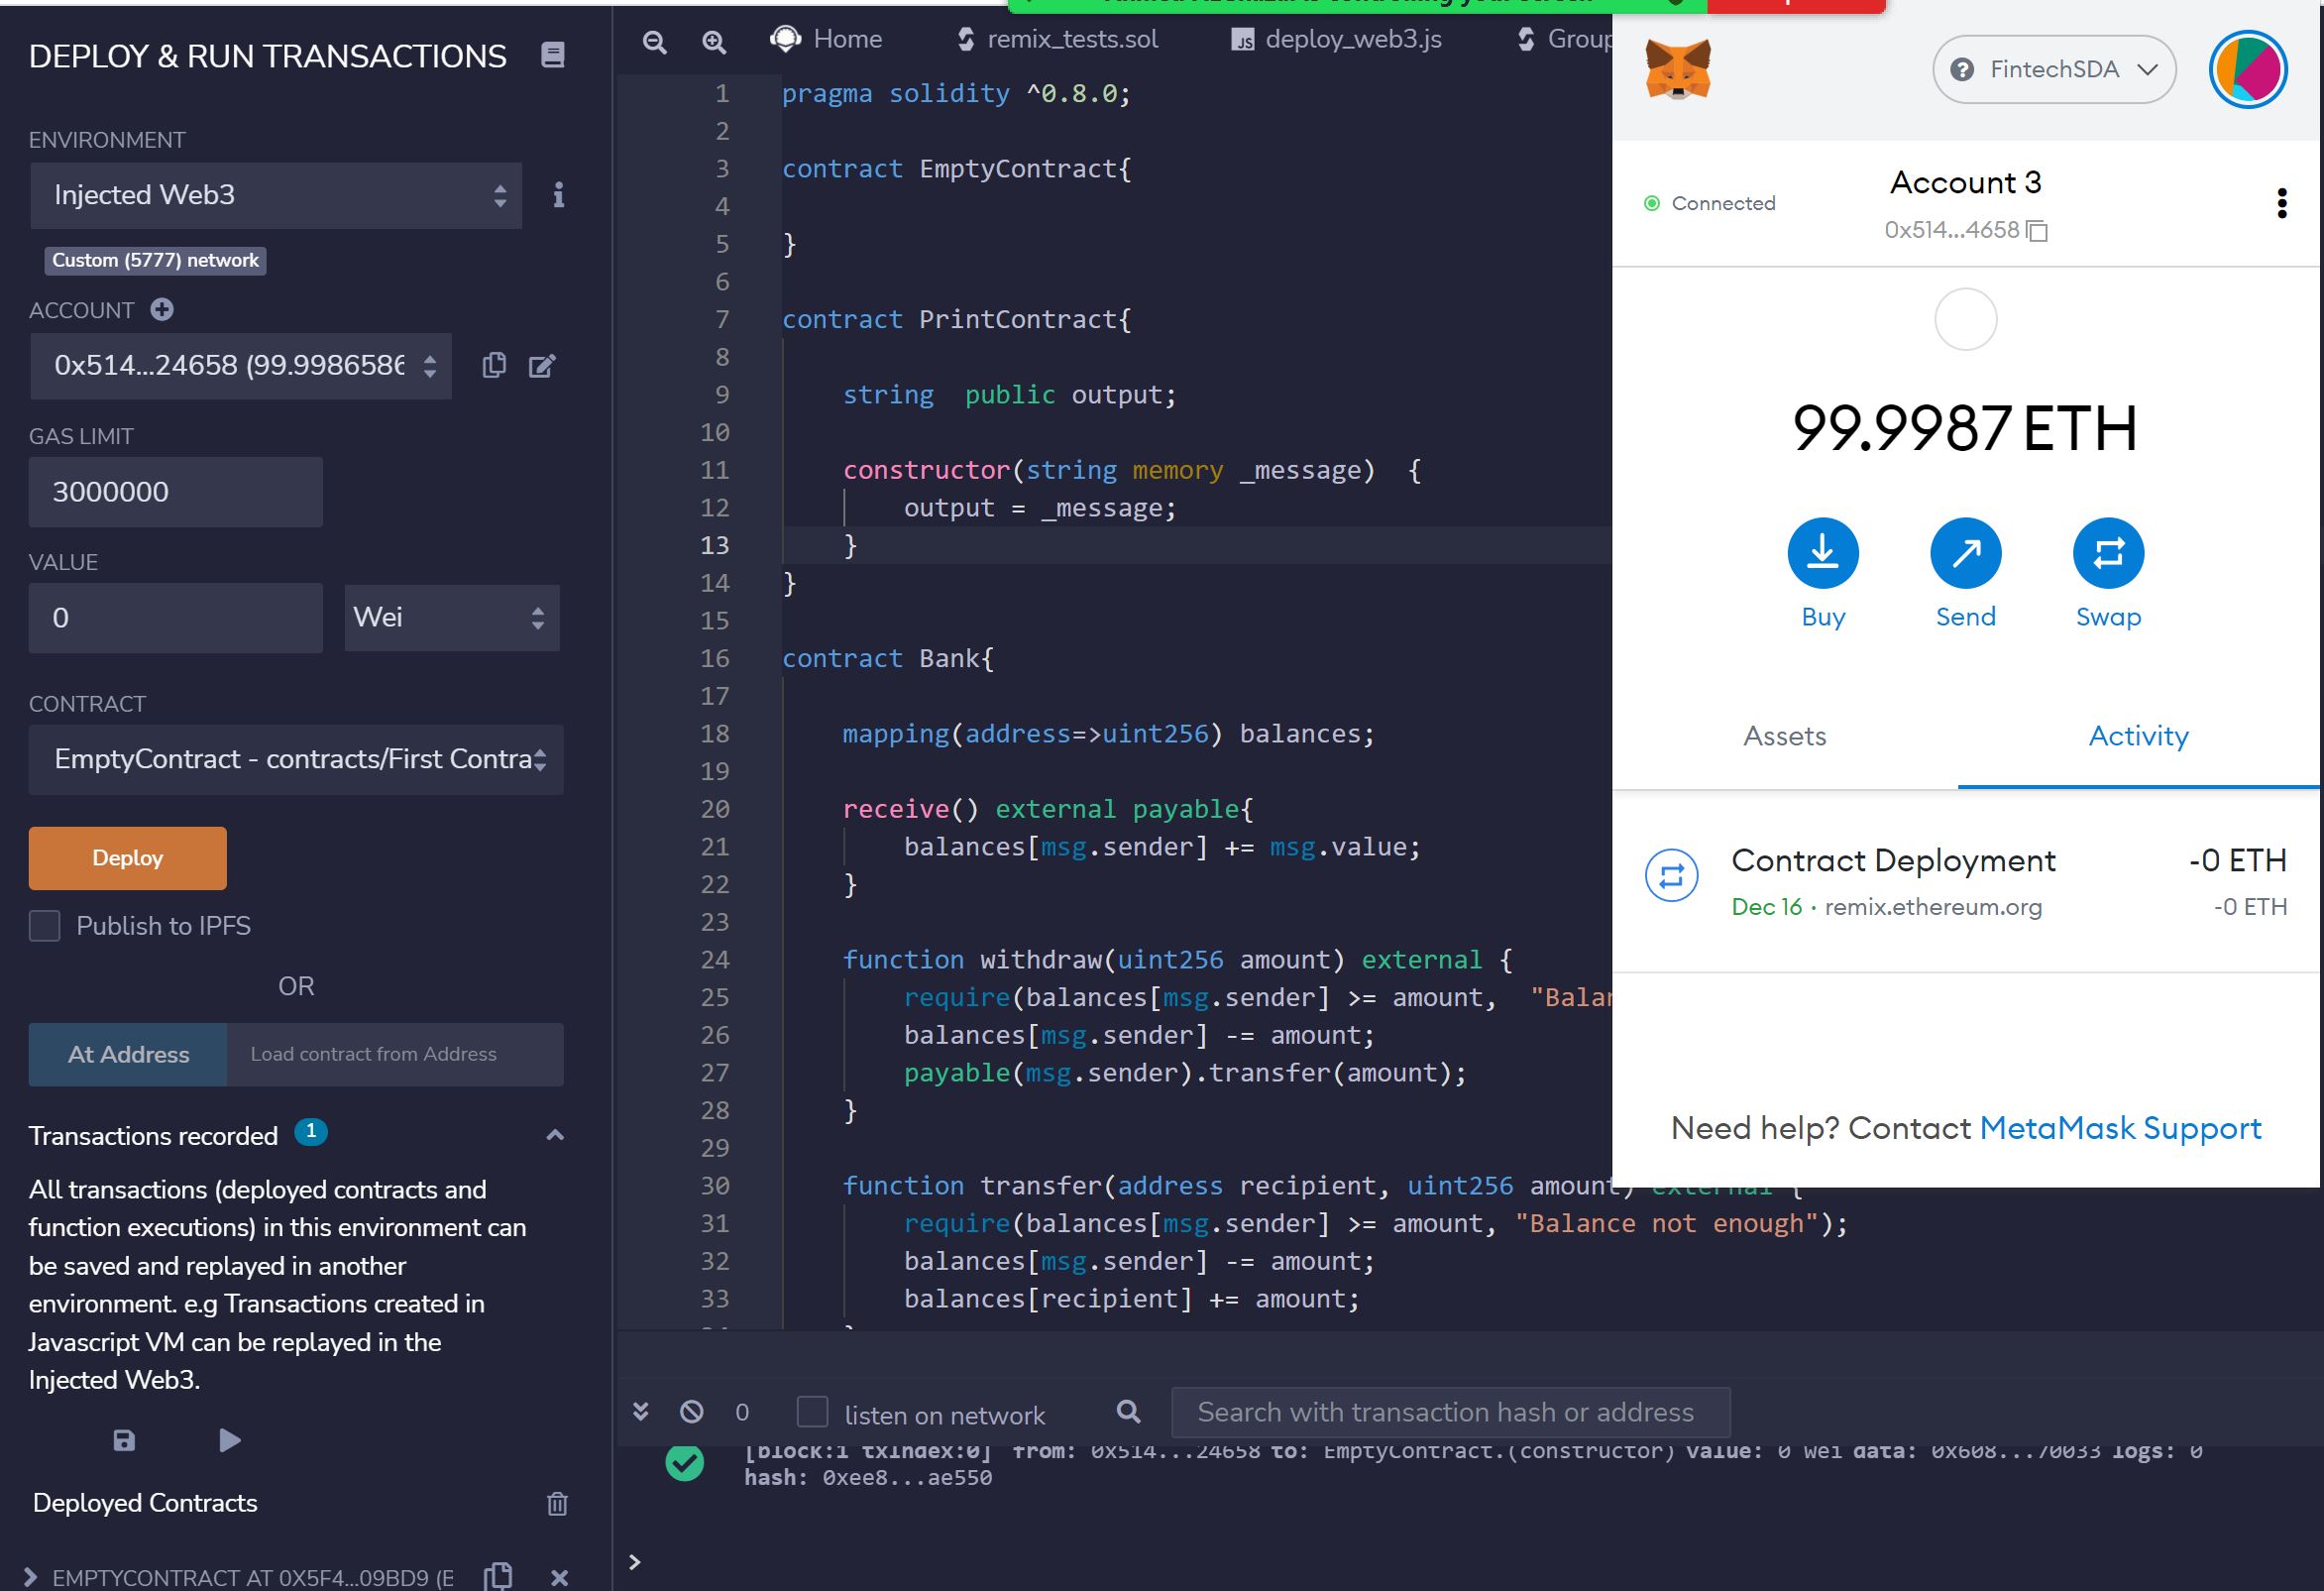 DEPLOY & RUN TRANSACTIONS
ENVIRONMENT
Injected Web3
Custom (5777) network
ACCOUNT
0x514...24658 (99.9986586
GAS LIMIT
3000000
VALUE
0
Wei
CONTRACT
EmptyContract - contracts/First Contra
Deploy
Publish to IPFS
OR
At Address
Load contract from Address
Transactions recorded 1
All transactions (deployed contracts and
function executions) in this environment can
be saved and replayed in another
environment. e.g Transactions created in
Javascript VM can be replayed in the
Injected Web3.
Deployed Contracts
EMPTYCONTRACT AT 0X5F4...09BD9 (E
Home
remix_tests.sol
JS deploy_web3.js
Group
1 pragma solidity ^0.8.0;
2
3 contract EmptyContract{
4
5 }
6
7 contract PrintContract{
8
9 string  public output;
10
11 constructor(string memory _message)  {
12 output = _message;
13 }
14 }
15
16 contract Bank{
17
18 mapping(address=>uint256) balances;
19
20 receive() external payable{
21 balances[msg.sender] += msg.value;
22 }
23
24 function withdraw(uint256 amount) external {
25 require(balances[msg.sender] >= amount,  "Balan
26 balances[msg.sender] -= amount;
27 payable(msg.sender).transfer(amount);
28 }
29
30 function transfer(address recipient, uint256 amount) external {
31 require(balances[msg.sender] >= amount, "Balance not enough");
32 balances[msg.sender] -= amount;
33 balances[recipient] += amount;
0
listen on network
Search with transaction hash or address
[block:1 txIndex:0] from: 0x514...24658 to: EmptyContract.(constructor) value: 0 wei data: 0x608...70033 logs: 0
hash: 0xee8...ae550
>
FintechSDA
Connected
Account 3
0x514...4658
99.9987 ETH
Buy
Send
Swap
Assets
Activity
Contract Deployment
-0 ETH
Dec 16 · remix.ethereum.org
-0 ETH
Need help? Contact MetaMask Support